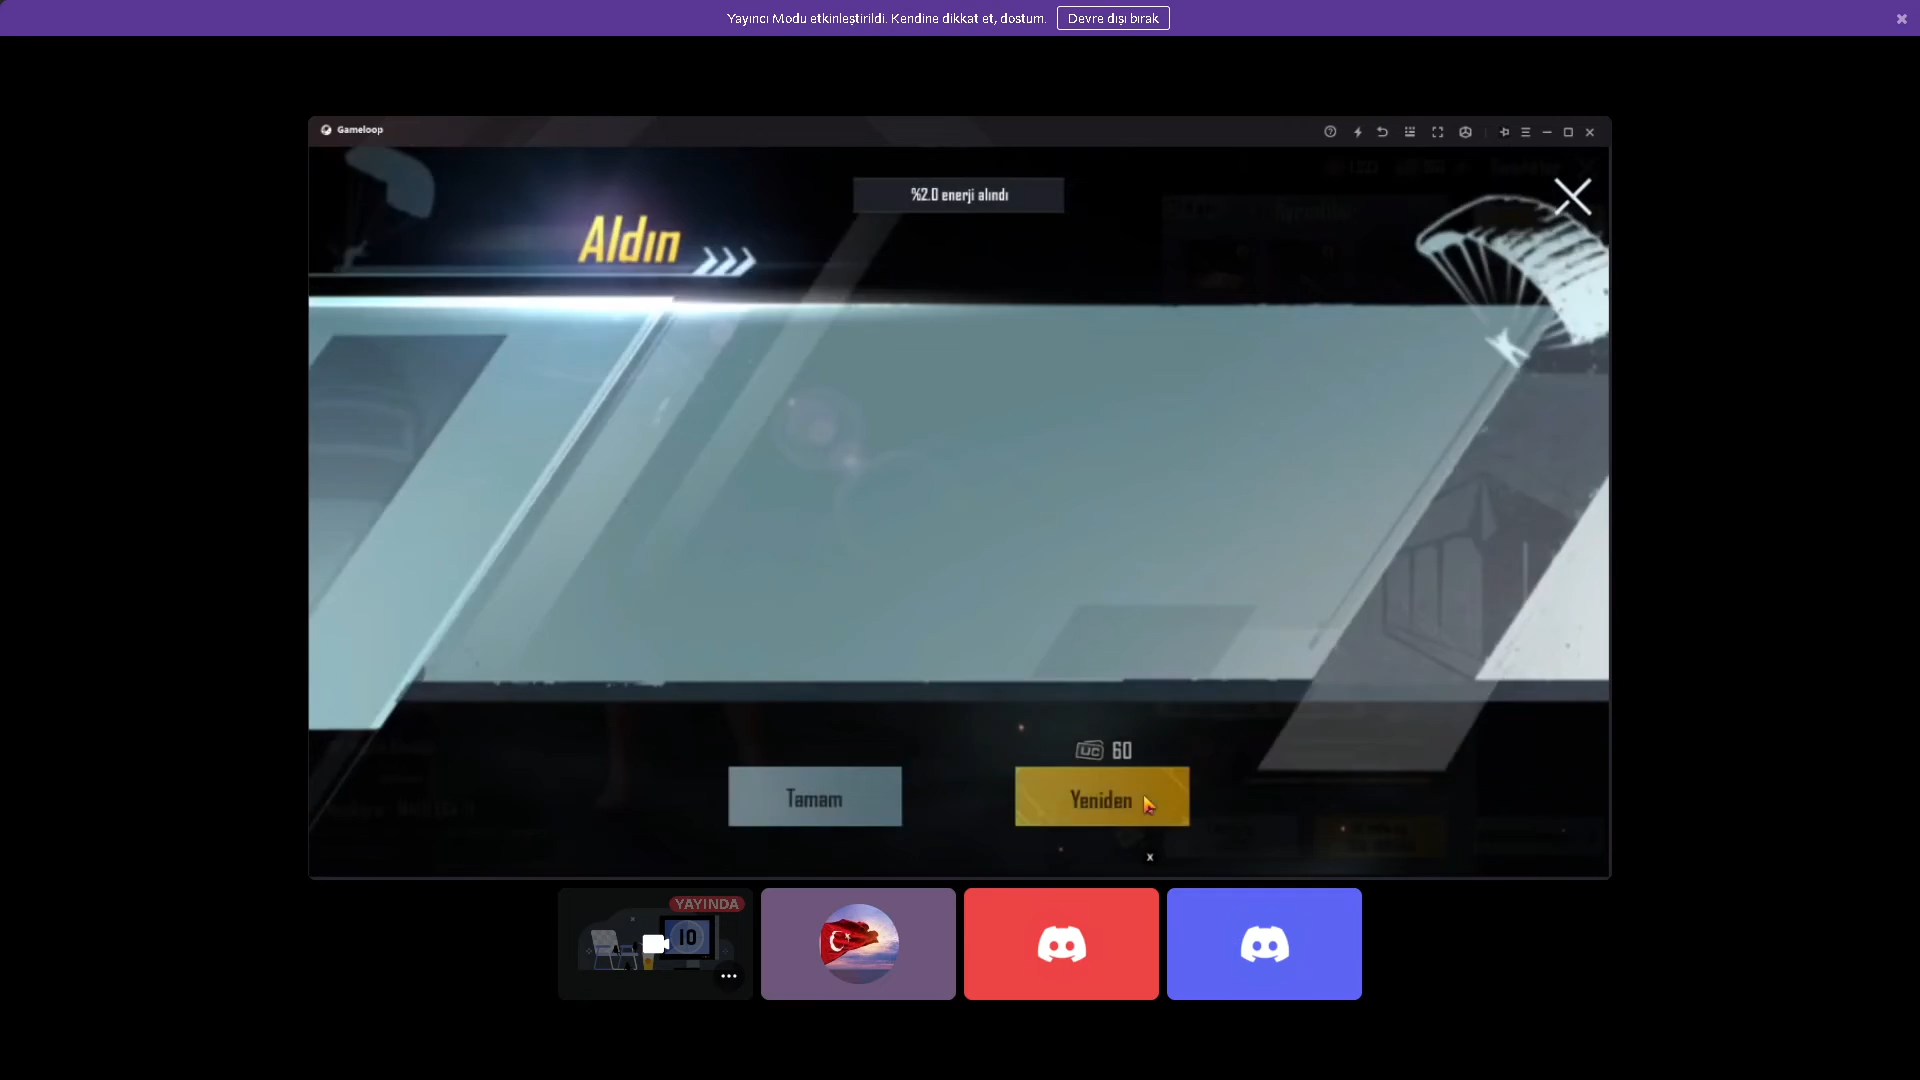 Yayıncı Modu etkinleştirildi. Kendine dikkat et, dostum. Devre dışı bırak
Gameloop
%2.0 enerji alındı
Aldın
UC 60
Tamam
Yeniden
x
YAYINDA
10